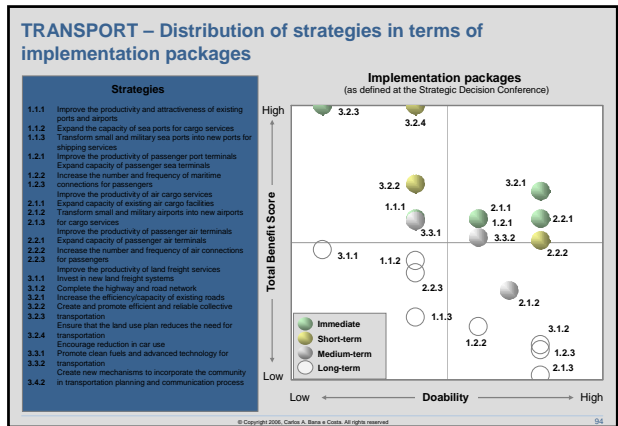 TRANSPORT – Distribution of strategies in terms of
implementation packages
Strategies
1.1.1 Improve the productivity and attractiveness of existing
ports and airports
1.1.2 Expand the capacity of sea ports for cargo services
1.1.3 Transform small and military sea ports into new ports for
shipping services
1.2.1 Improve the productivity of passenger port terminals
Expand capacity of passenger sea terminals
1.2.2 Increase the number and frequency of maritime
1.2.3 connections for passengers
Improve the productivity of air cargo services
2.1.1 Expand capacity of existing air cargo facilities
2.1.2 Transform small and military airports into new airports
2.1.3 for cargo services
Improve the productivity of passenger air terminals
2.2.1 Expand capacity of passenger air terminals
2.2.2 Increase the number and frequency of air connections
2.2.3 for passengers
Improve the productivity of land freight services
3.1.1 Invest in new land freight systems
3.1.2 Complete the highway and road network
3.2.1 Increase the efficiency/capacity of existing roads
3.2.2 Create and promote efficient and reliable collective
3.2.3 transportation
Ensure that the land use plan reduces the need for
3.2.4 transportation
Encourage reduction in car use
3.3.1 Promote clean fuels and advanced technology for
3.3.2 transportation
Create new mechanisms to incorporate the community
3.4.2 in transportation planning and communication process
Implementation packages
(as defined at the Strategic Decision Conference)
High
Total Benefit Score
Low
3.2.3
3.2.4
3.2.2
3.2.1
1.1.1
2.1.1
2.2.1
1.2.1
3.3.1
3.3.2
2.2.2
3.1.1
1.1.2
2.2.3
2.1.2
1.1.3
1.2.2
3.1.2
1.2.3
2.1.3
Immediate
Short-term
Medium-term
Long-term
Low Doability High
© Copyright 2006, Carlos A. Bana e Costa. All rights reserved
94